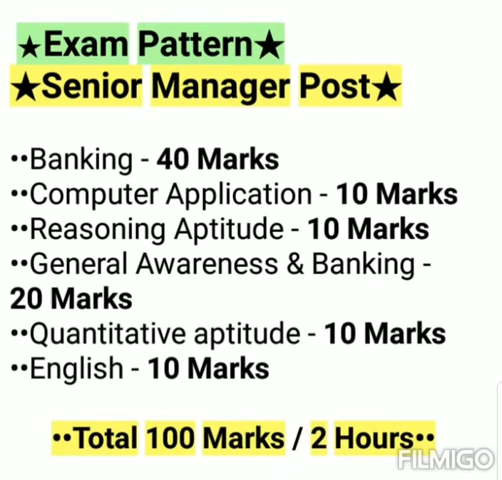 ★Exam Pattern★
★Senior Manager Post★
••Banking - 40 Marks
••Computer Application - 10 Marks
••Reasoning Aptitude - 10 Marks
••General Awareness & Banking -
20 Marks
••Quantitative aptitude - 10 Marks
••English - 10 Marks
••Total 100 Marks / 2 Hours••
FILMIGO